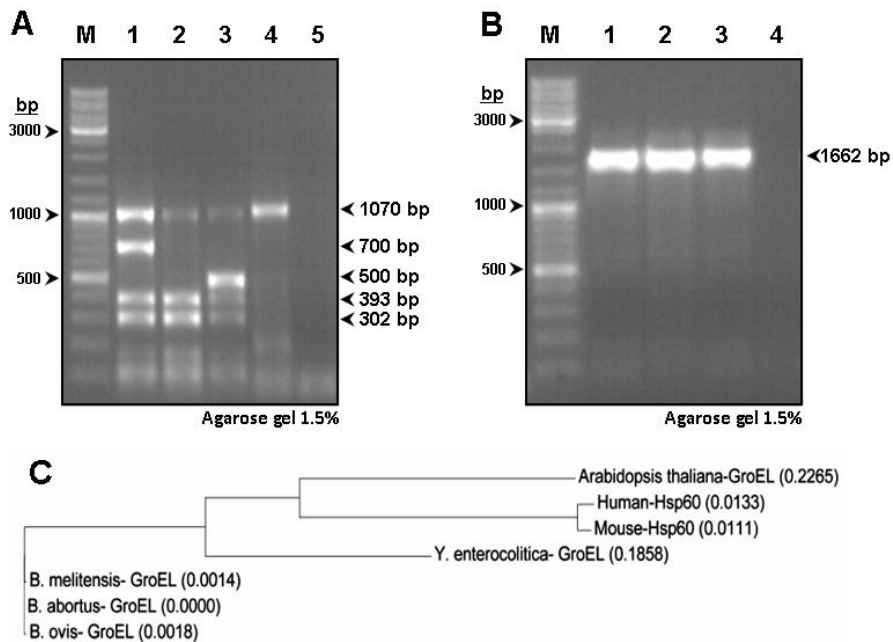 A
M 1 2 3 4 5
bp
3000
1000
500
1070 bp
700 bp
500 bp
393 bp
302 bp
Agarose gel 1.5%
B
M 1 2 3 4
bp
3000
1000
500
1662 bp
Agarose gel 1.5%
C
Arabidopsis thaliana-GroEL (0.2265)
Human-Hsp60 (0.0133)
Mouse-Hsp60 (0.0111)
Y. enterocolitica- GroEL (0.1858)
B. melitensis- GroEL (0.0014)
B. abortus- GroEL (0.0000)
B. ovis- GroEL (0.0018)